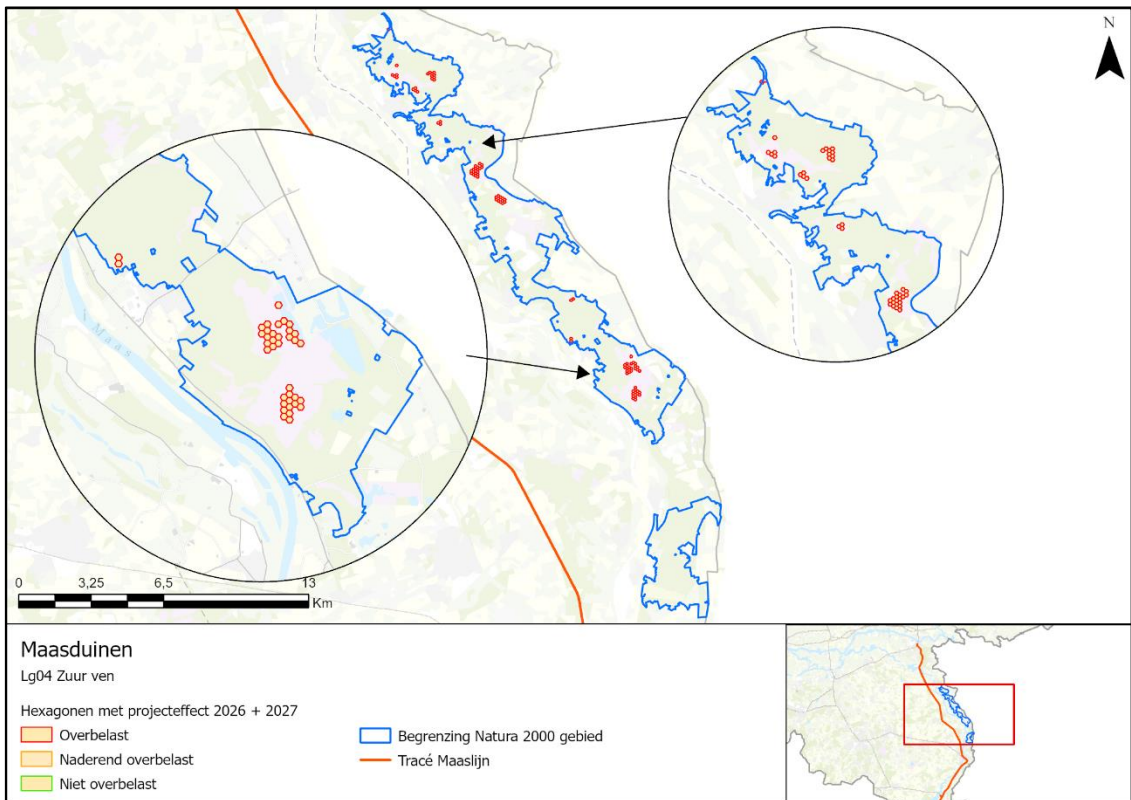 N
Maas
0 3,25 6,5 13
Km
Maasduinen
Lg04 Zuur ven
Hexagonen met projecteffect 2026 + 2027
Overbelast
Naderend overbelast
Niet overbelast
Begrenzing Natura 2000 gebied
Tracé Maaslijn